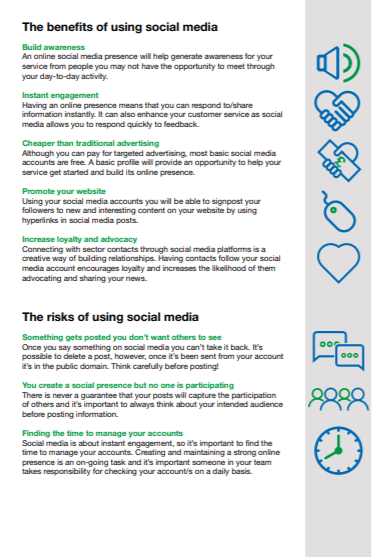 The benefits of using social media
Build awareness
An online social media presence will help generate awareness for your
service from people you may not have the opportunity to meet through
your day-to-day activity.
Instant engagement
Having an online presence means that you can respond to/share
information instantly. It can also enhance your customer service as social
media allows you to respond quickly to feedback.
Cheaper than traditional advertising
Although you can pay for targeted advertising, most basic social media
accounts are free. A basic profile will provide an opportunity to help your
service get started and build its online presence.
Promote your website
Using your social media accounts you will be able to signpost your
followers to new and interesting content on your website by using
hyperlinks in social media posts.
Increase loyalty and advocacy
Connecting with sector contacts through social media platforms is a
creative way of building relationships. Having contacts follow your social
media account encourages loyalty and increases the likelihood of them
advocating and sharing your news.
The risks of using social media
Something gets posted you don't want others to see
Once you say something on social media you can't take it back. It's
possible to delete a post, however, once it's been sent from your account
it's in the public domain. Think carefully before posting!
You create a social presence but no one is participating
There is never a guarantee that your posts will capture the participation
of others and it's important to always think about your intended audience
before posting information.
Finding the time to manage your accounts
Social media is about instant engagement, so it's important to find the
time to manage your accounts. Creating and maintaining a strong online
presence is an on-going task and it's important someone in your team
takes responsibility for checking your account/s on a daily basis.